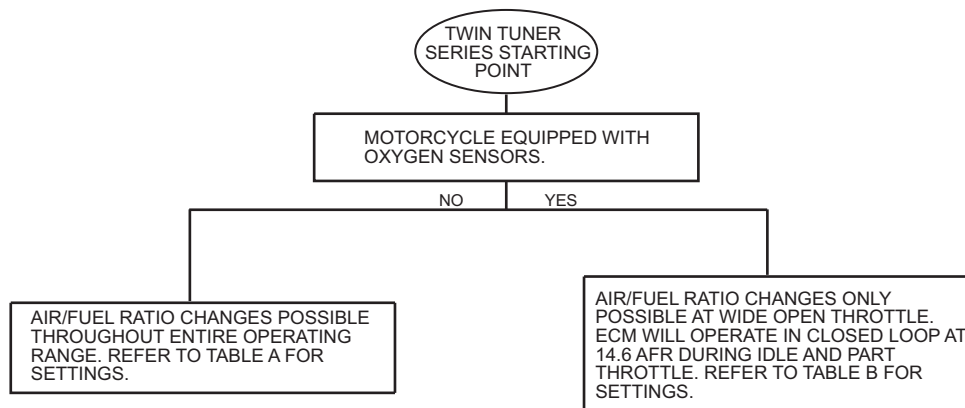 TWIN TUNER
SERIES STARTING
POINT
MOTORCYCLE EQUIPPED WITH
OXYGEN SENSORS.
NO
YES
AIR/FUEL RATIO CHANGES POSSIBLE
THROUGHOUT ENTIRE OPERATING
RANGE. REFER TO TABLE A FOR
SETTINGS.
AIR/FUEL RATIO CHANGES ONLY
POSSIBLE AT WIDE OPEN THROTTLE.
ECM WILL OPERATE IN CLOSED LOOP AT
14.6 AFR DURING IDLE AND PART
THROTTLE. REFER TO TABLE B FOR
SETTINGS.